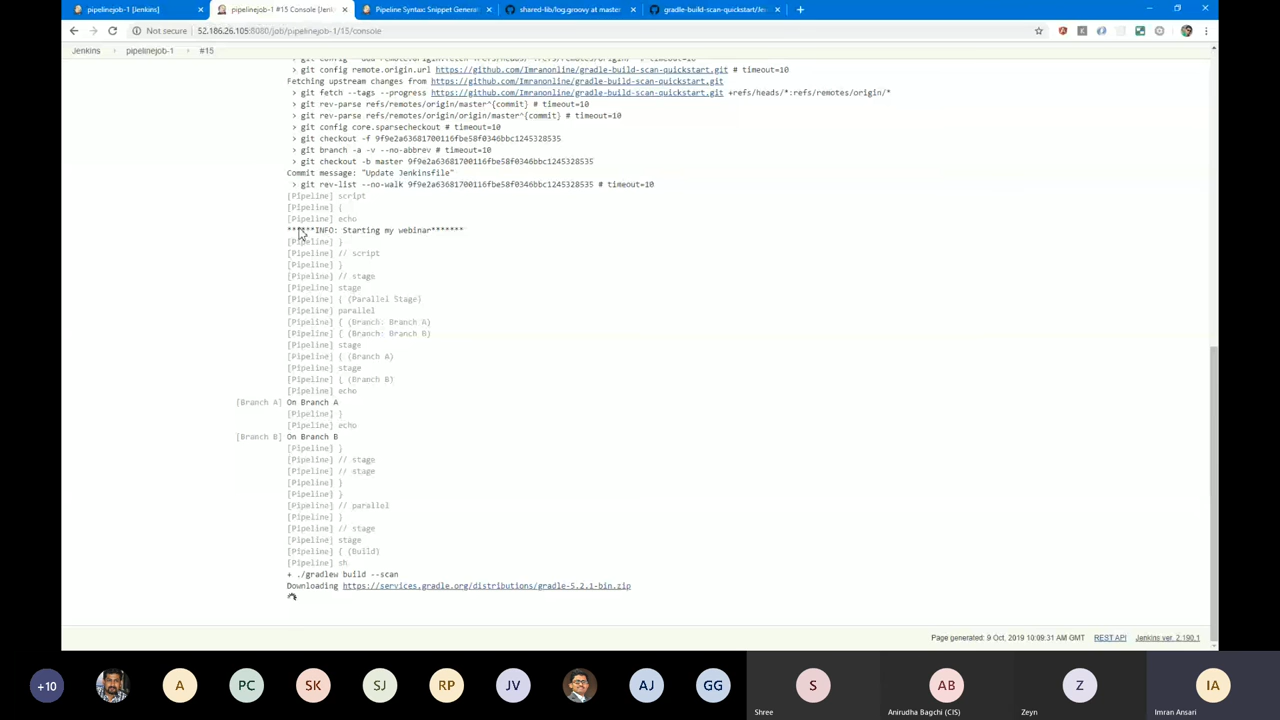 pipelinejob-1 [Jenkins]
pipelinejob-1 #15 Console [Jenk
Pipeline Syntax: Snippet Generat
shared-lib/log.groovy at master
gradle-build-scan-quickstart/Je
Not secure
52.186.26.105:8080/job/pipelinejob-1/15/console
Jenkins
pipelinejob-1
#15
> git config remote.origin.url https://github.com/Imranonline/gradle-build-scan-quickstart.git # timeout=10
Fetching upstream changes from https://github.com/Imranonline/gradle-build-scan-quickstart.git
> git fetch --tags --progress https://github.com/Imranonline/gradle-build-scan-quickstart.git +refs/heads/*:refs/remotes/origin/*
> git rev-parse refs/remotes/origin/master^{commit} # timeout=10
> git rev-parse refs/remotes/origin/origin/master^{commit} # timeout=10
> git config core.sparsecheckout # timeout=10
> git checkout -f 9f9e2a63681700116fbe58f0346bbc1245328535
> git branch -a -v --no-abbrev # timeout=10
> git checkout -b master 9f9e2a63681700116fbe58f0346bbc1245328535
Commit message: "Update Jenkinsfile"
> git rev-list --no-walk 9f9e2a63681700116fbe58f0346bbc1245328535 # timeout=10
[Pipeline] script
[Pipeline] {
[Pipeline] echo
******INFO: Starting my webinar*******
[Pipeline] }
[Pipeline] // script
[Pipeline] }
[Pipeline] // stage
[Pipeline] stage
[Pipeline] { (Parallel Stage)
[Pipeline] parallel
[Pipeline] { (Branch: Branch A)
[Pipeline] { (Branch: Branch B)
[Pipeline] stage
[Pipeline] { (Branch A)
[Pipeline] stage
[Pipeline] { (Branch B)
[Pipeline] echo
[Branch A] On Branch A
[Pipeline] }
[Pipeline] echo
[Branch B] On Branch B
[Pipeline] }
[Pipeline] // stage
[Pipeline] // stage
[Pipeline] }
[Pipeline] }
[Pipeline] // parallel
[Pipeline] }
[Pipeline] // stage
[Pipeline] stage
[Pipeline] { (Build)
[Pipeline] sh
+ ./gradlew build --scan
Downloading https://services.gradle.org/distributions/gradle-5.2.1-bin.zip
Page generated: 9 Oct, 2019 10:09:31 AM GMT REST API Jenkins ver. 2.190.1
+10
A
PC
SK
SJ
RP
JV
AJ
GG
S
Shree
AB
Anirudha Bagchi (CIS)
Z
Zeyn
IA
Imran Ansari